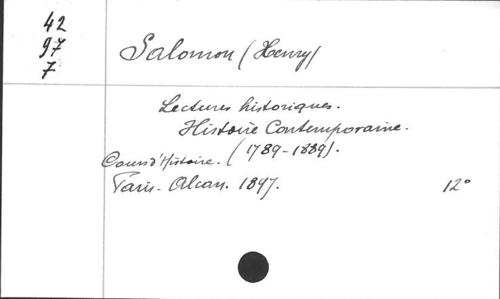 42
97
7
Salomon (Henry)
Lectures historiques.
Histoire Contemporaine.
(1789-1889).
Cours d'Histoire.
Paris. Alcan. 1897. 12°